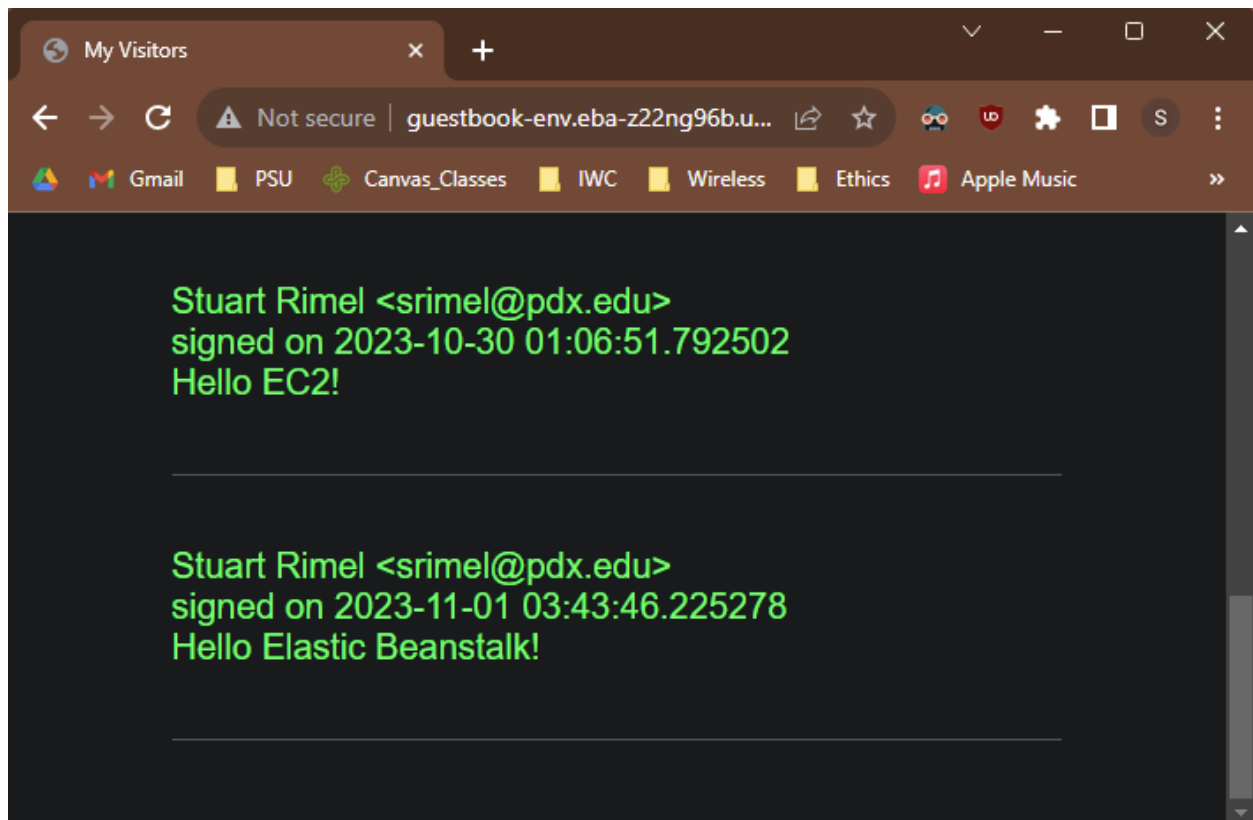 My Visitors
Not secure guestbook-env.eba-z22ng96b.u...
S
Gmail PSU Canvas_Classes IWC Wireless Ethics Apple Music »
Stuart Rimel <srimel@pdx.edu>
signed on 2023-10-30 01:06:51.792502
Hello EC2!
Stuart Rimel <srimel@pdx.edu>
signed on 2023-11-01 03:43:46.225278
Hello Elastic Beanstalk!